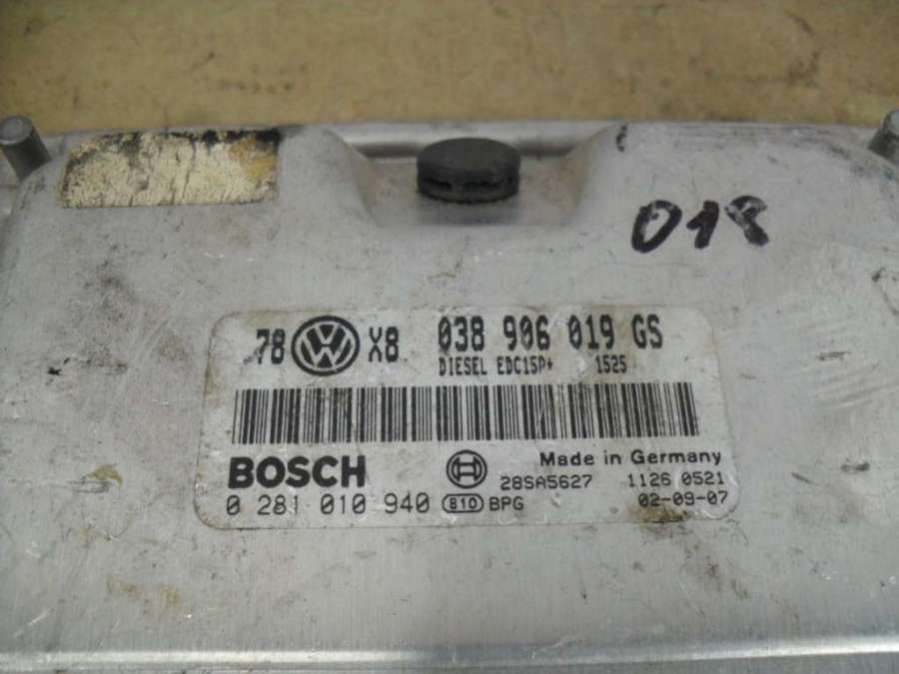 018
78 VW X8 038 906 019 GS
DIESEL EDC15P+ 1525
BOSCH Made in Germany
28SA5627 1126 0521
0 281 010 940 810 BPG 02-09-07